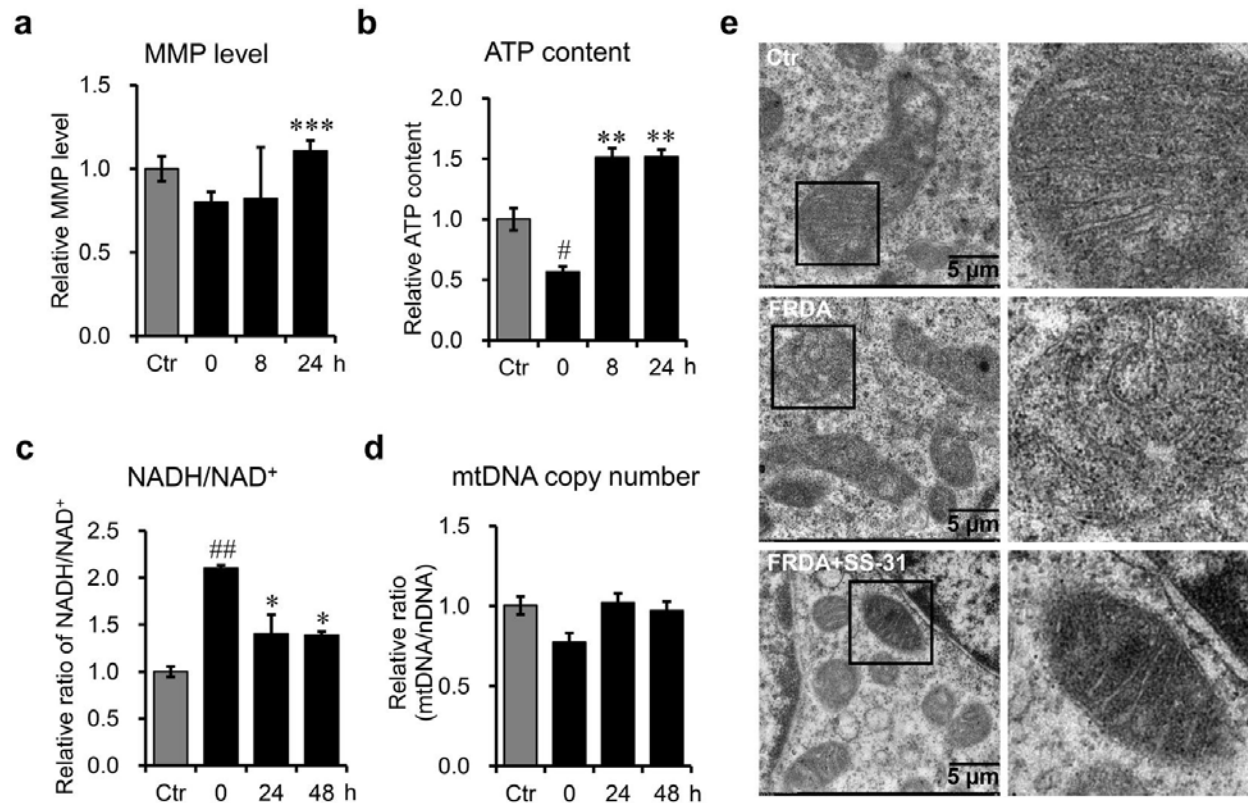 a
MMP level
Relative MMP level
1.5
1.0
0.5
0.0
***
Ctr 0 8 24 h
b
ATP content
Relative ATP content
2.0
1.5
1.0
0.5
0.0
#
** **
Ctr 0 8 24 h
c
NADH/NAD⁺
Relative ratio of NADH/NAD⁺
2.5
2.0
1.5
1.0
0.5
0.0
##
* *
Ctr 0 24 48 h
d
mtDNA copy number
Relative ratio
(mtDNA/nDNA)
1.5
1.0
0.5
0.0
Ctr 0 24 48 h
e
Ctr
5 µm
FRDA
5 µm
FRDA+SS-31
5 µm